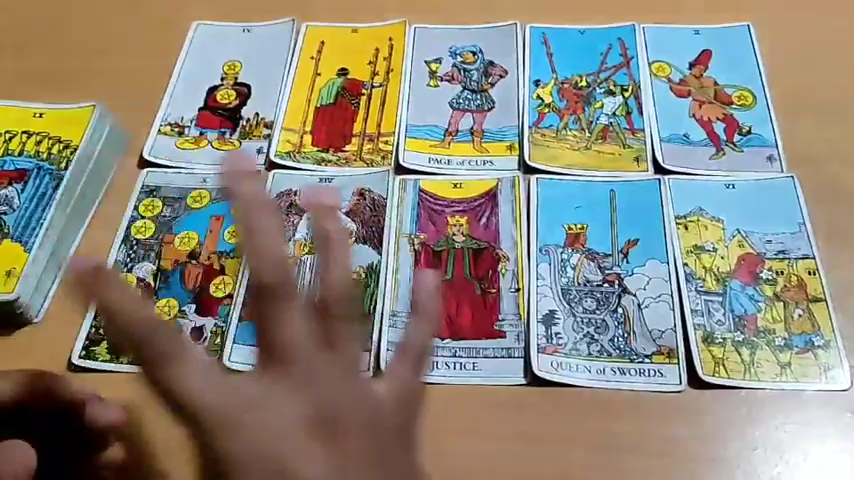 IV
III
PAGE of CUPS.
V
II
IX
XIV
XI
JUSTICE.
QUEEN of SWORDS.
VI